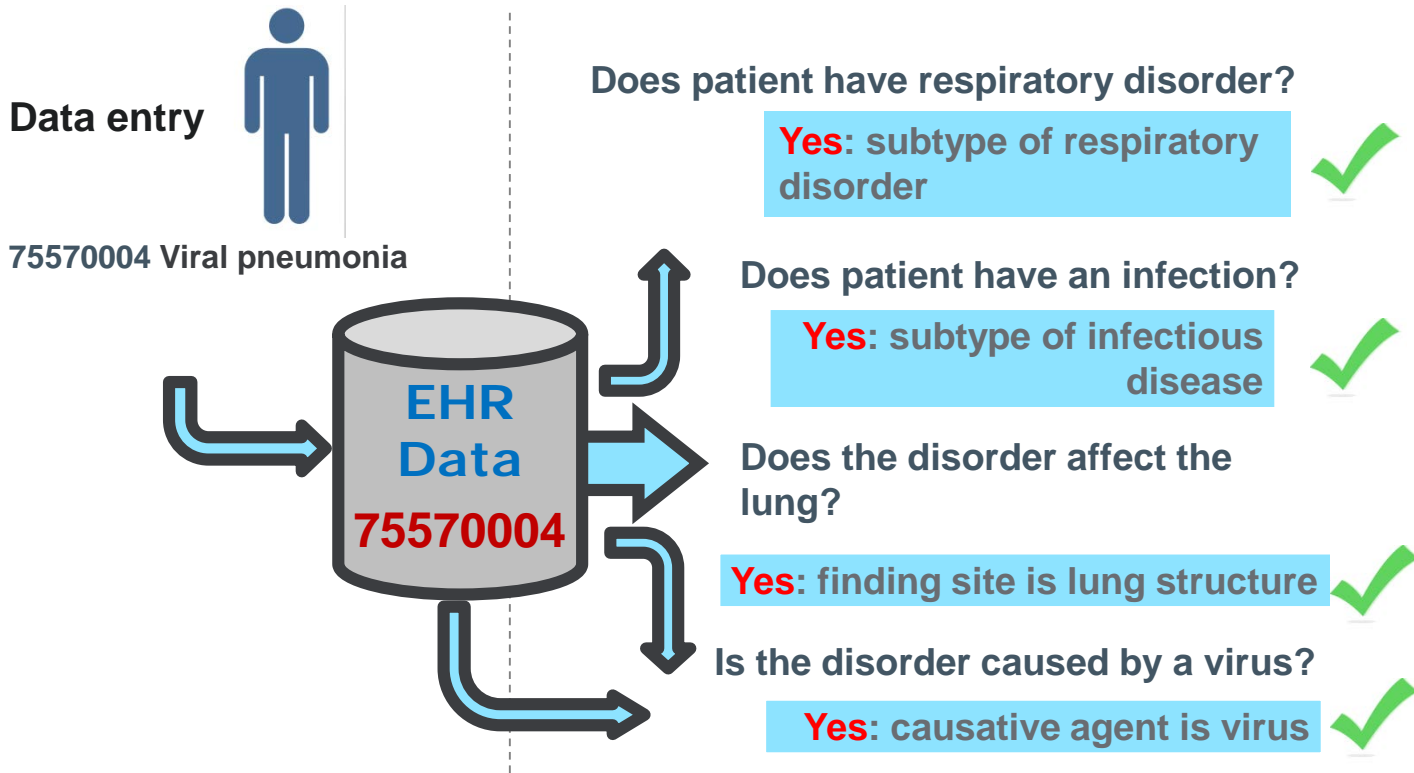 Data entry
75570004 Viral pneumonia
EHR
Data
75570004
Does patient have respiratory disorder?
Yes: subtype of respiratory
disorder
Does patient have an infection?
Yes: subtype of infectious
disease
Does the disorder affect the
lung?
Yes: finding site is lung structure
Is the disorder caused by a virus?
Yes: causative agent is virus